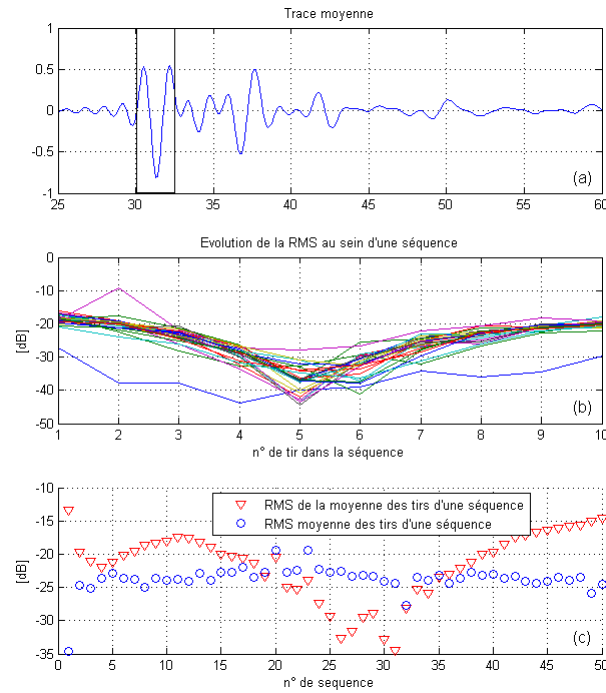 Trace moyenne
1
0.5
0
-0.5
-1
25 30 35 40 45 50 55 60
(a)
Evolution de la RMS au sein d'une séquence
0
-10
-20
-30
-40
-50
[dB]
1 2 3 4 5 6 7 8 9 10
(b)
n° de tir dans la séquence
-10
-15
-20
-25
-30
-35
[dB]
RMS de la moyenne des tirs d'une séquence
RMS moyenne des tirs d'une séquence
(c)
0 5 10 15 20 25 30 35 40 45 50
n° de sequence